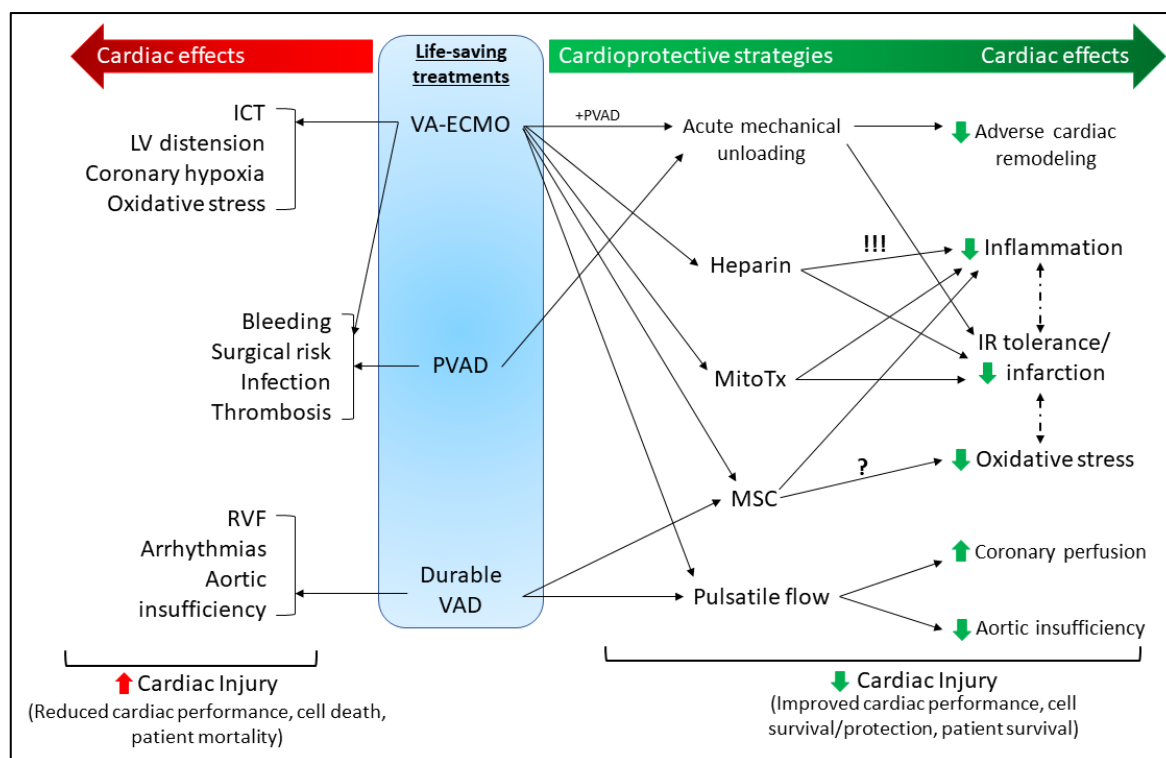 Cardiac effects
Life-saving
treatments
Cardioprotective strategies
Cardiac effects
ICT
LV distension
Coronary hypoxia
Oxidative stress
Bleeding
Surgical risk
Infection
Thrombosis
RVF
Arrhythmias
Aortic
insufficiency
VA-ECMO
PVAD
Durable
VAD
+PVAD
Acute mechanical
unloading
Heparin
MitoTx
MSC
Pulsatile flow
!!!
?
Adverse cardiac
remodeling
Inflammation
IR tolerance/
infarction
Oxidative stress
Coronary perfusion
Aortic insufficiency
Cardiac Injury
(Reduced cardiac performance, cell death,
patient mortality)
Cardiac Injury
(Improved cardiac performance, cell
survival/protection, patient survival)